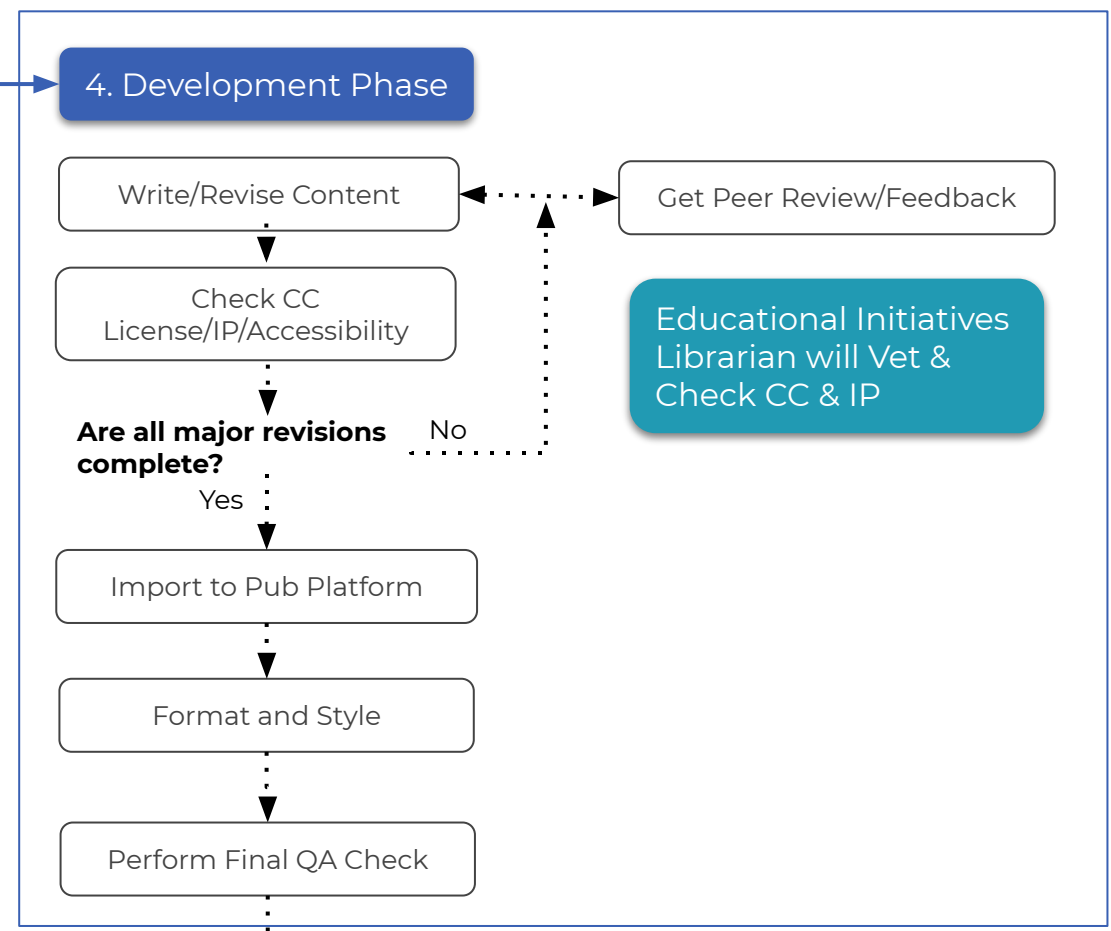 4. Development Phase
Write/Revise Content
Get Peer Review/Feedback
Check CC
License/IP/Accessibility
Educational Initiatives
Librarian will Vet &
Check CC & IP
Are all major revisions
complete?
No
Yes
Import to Pub Platform
Format and Style
Perform Final QA Check